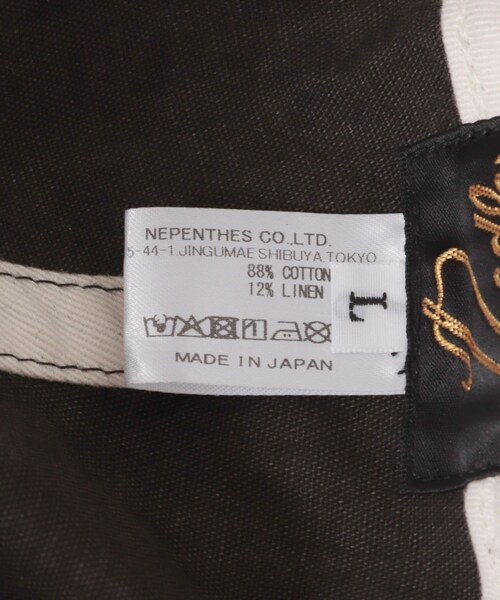 NEPENTHES CO.,LTD.
5-44-1.JINGUMAE SHIBUYA,TOKYO
88% COTTON
12% LINEN
L
MADE IN JAPAN